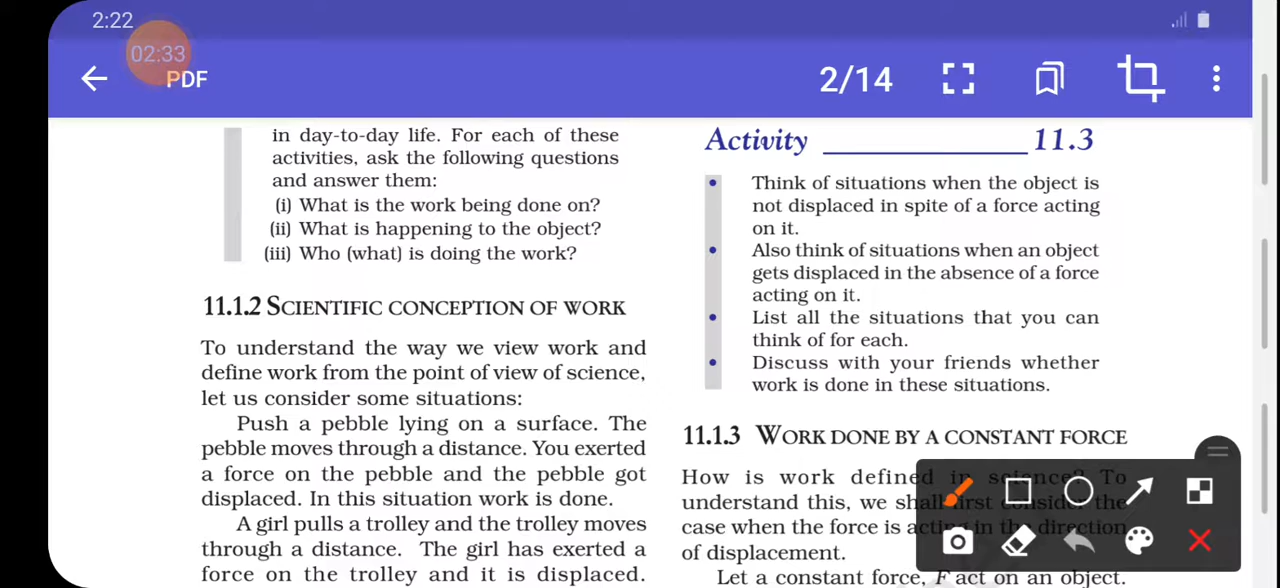 2:22
02:33
PDF
2/14
in day-to-day life. For each of these
activities, ask the following questions
and answer them:
(i) What is the work being done on?
(ii) What is happening to the object?
(iii) Who (what) is doing the work?
11.1.2 SCIENTIFIC CONCEPTION OF WORK
To understand the way we view work and
define work from the point of view of science,
let us consider some situations:
Push a pebble lying on a surface. The
pebble moves through a distance. You exerted
a force on the pebble and the pebble got
displaced. In this situation work is done.
A girl pulls a trolley and the trolley moves
through a distance. The girl has exerted a
force on the trolley and it is displaced.
Activity ____________ 11.3
• Think of situations when the object is
not displaced in spite of a force acting
on it.
• Also think of situations when an object
gets displaced in the absence of a force
acting on it.
• List all the situations that you can
think of for each.
• Discuss with your friends whether
work is done in these situations.
11.1.3 WORK DONE BY A CONSTANT FORCE
How is work defined in science? To
understand this, we shall first consider the
case when the force is acting in the direction
of displacement.
Let a constant force, F act on an object.